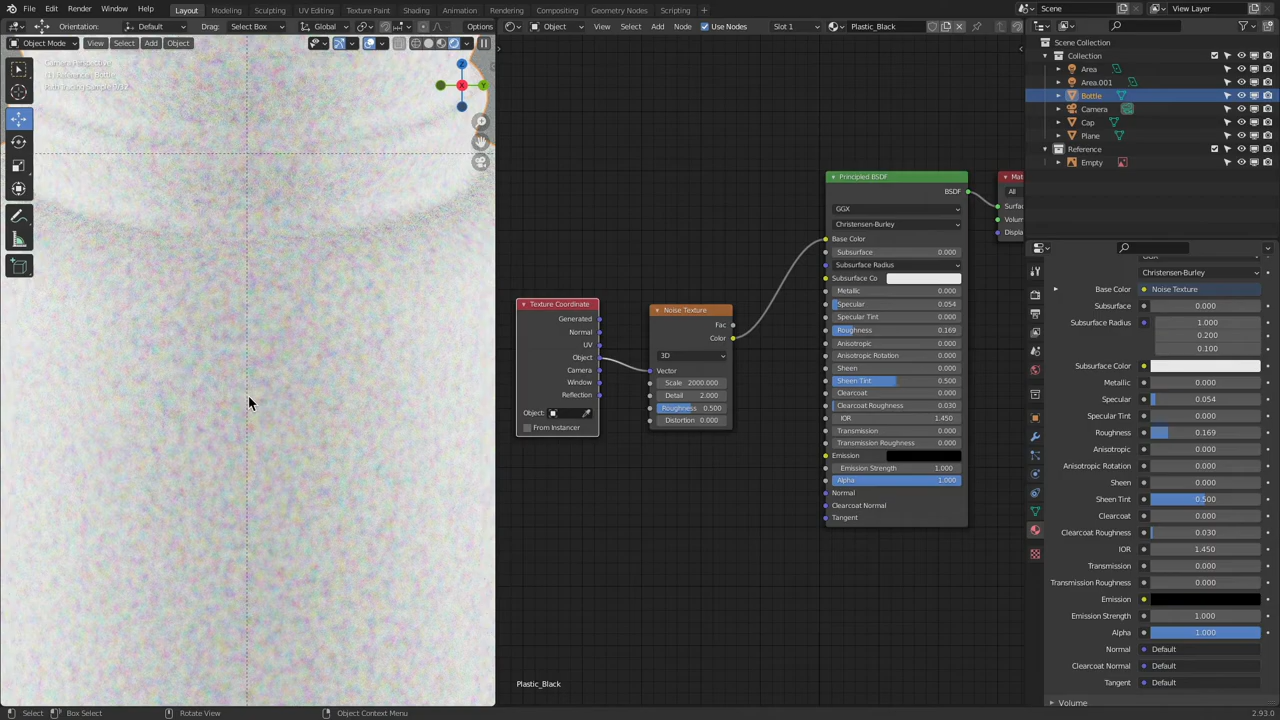 File Edit Render Window Help Layout Modeling Sculpting UV Editing Texture Paint Shading Animation Rendering Compositing Geometry Nodes Scripting Scene View Layer
Orientation: Default Drag: Select Box Global Options Object View Select Add Node Use Nodes Slot 1 Plastic_Black
Object Mode View Select Add Object
Camera Perspective
(1) Reference | Bottle
Z
X
Y
Scene Collection
Collection
Area
Area.001
Bottle
Camera
Cap
Plane
Reference
Empty
Texture Coordinate
Generated
Normal
UV
Object
Camera
Window
Reflection
Object:
From Instancer
Noise Texture
Fac
Color
3D
Vector
Scale 2000.000
Detail 2.000
Roughness 0.500
Distortion 0.000
Principled BSDF
BSDF
GGX
Christensen-Burley
Base Color
Subsurface 0.000
Subsurface Radius
Subsurface Co
Metallic 0.000
Specular 0.054
Specular Tint 0.000
Roughness 0.169
Anisotropic 0.000
Anisotropic Rotation 0.000
Sheen 0.000
Sheen Tint 0.500
Clearcoat 0.000
Clearcoat Roughness 0.030
IOR 1.450
Transmission 0.000
Transmission Roughness 0.000
Emission
Emission Strength 1.000
Alpha 1.000
Normal
Clearcoat Normal
Tangent
Mat
All
Surfac
Volum
Displa
Christensen-Burley
Base Color Noise Texture
Subsurface 0.000
Subsurface Radius 1.000
0.200
0.100
Subsurface Color
Metallic 0.000
Specular 0.054
Specular Tint 0.000
Roughness 0.169
Anisotropic 0.000
Anisotropic Rotation 0.000
Sheen 0.000
Sheen Tint 0.500
Clearcoat 0.000
Clearcoat Roughness 0.030
IOR 1.450
Transmission 0.000
Transmission Roughness 0.000
Emission
Emission Strength 1.000
Alpha 1.000
Normal Default
Clearcoat Normal Default
Tangent Default
Volume
Plastic_Black
Select Box Select Rotate View Object Context Menu 2.93.0